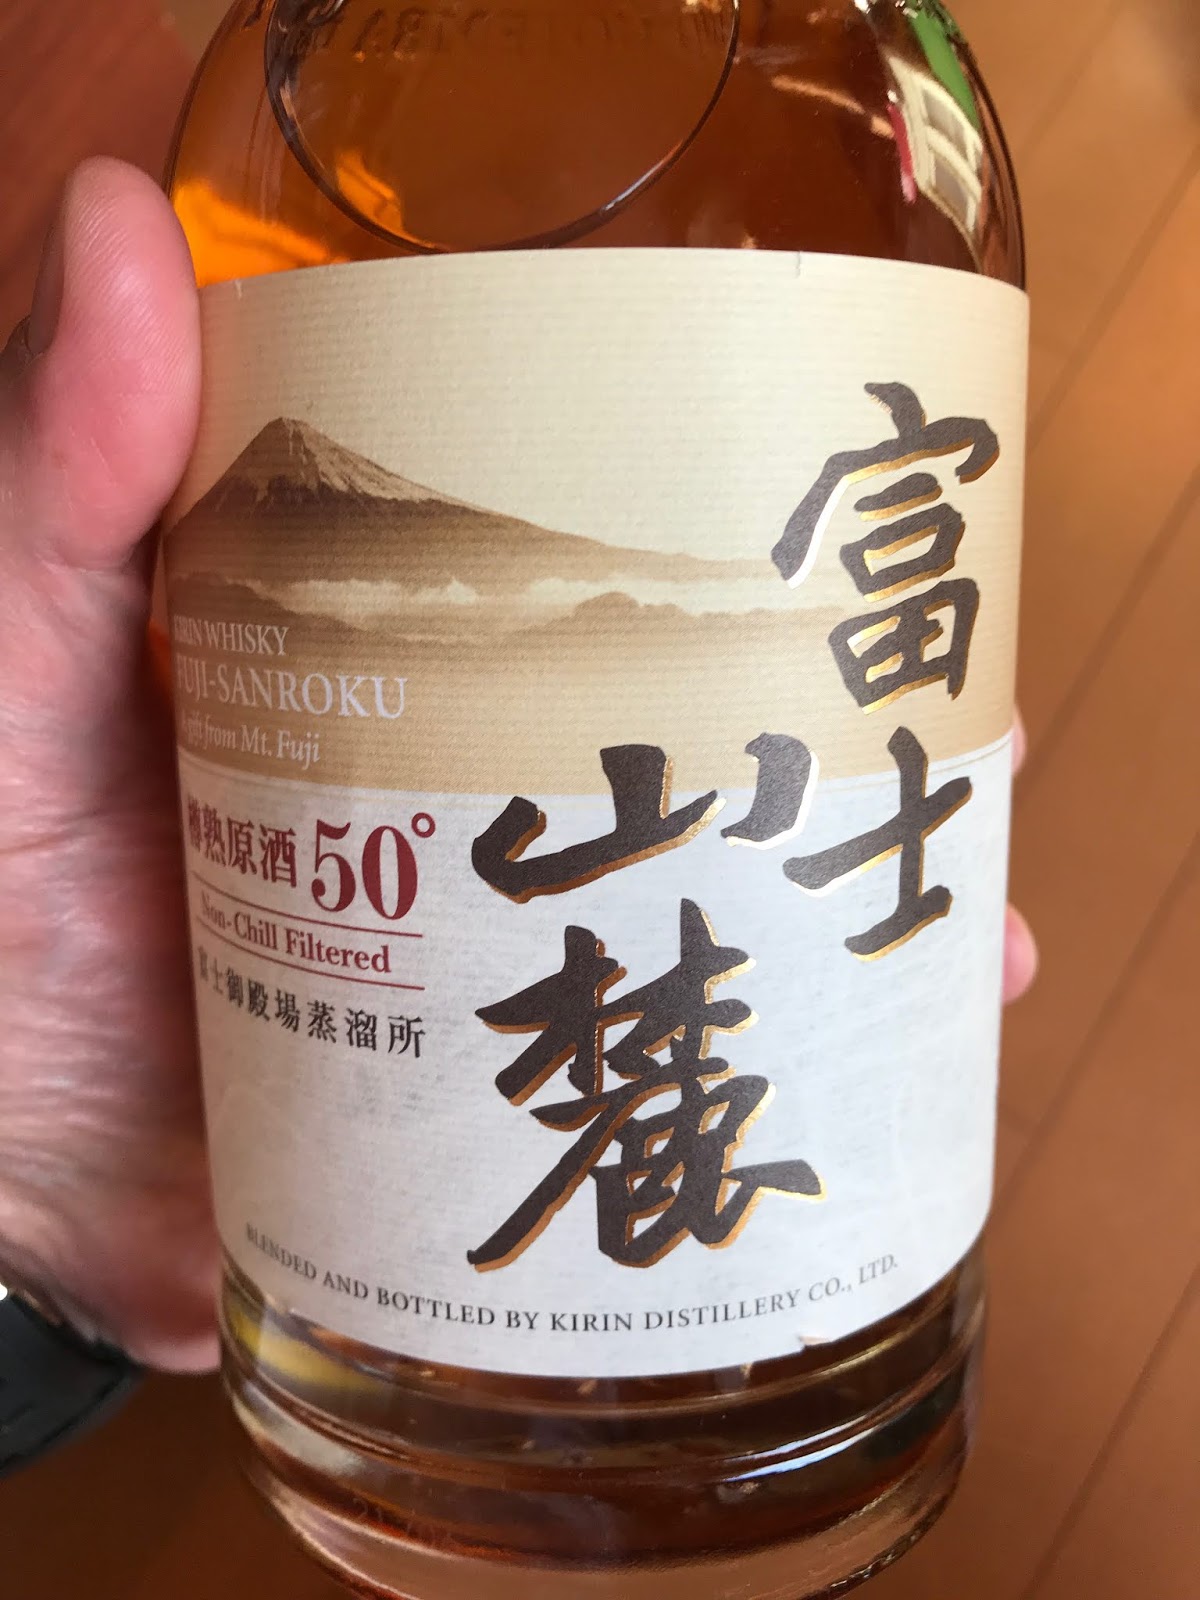 富士
山麓
KIRIN WHISKY
FUJI-SANROKU
A gift from Mt. Fuji
樽熟原酒 50°
Non-Chill Filtered
富士御殿場蒸溜所
BLENDED AND BOTTLED BY KIRIN DISTILLERY CO., LTD.